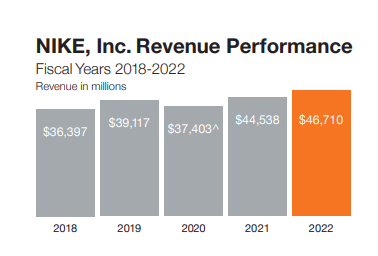 NIKE, Inc. Revenue Performance
Fiscal Years 2018-2022
Revenue in millions
$36,397 $39,117 $37,403^ $44,538 $46,710
2018 2019 2020 2021 2022